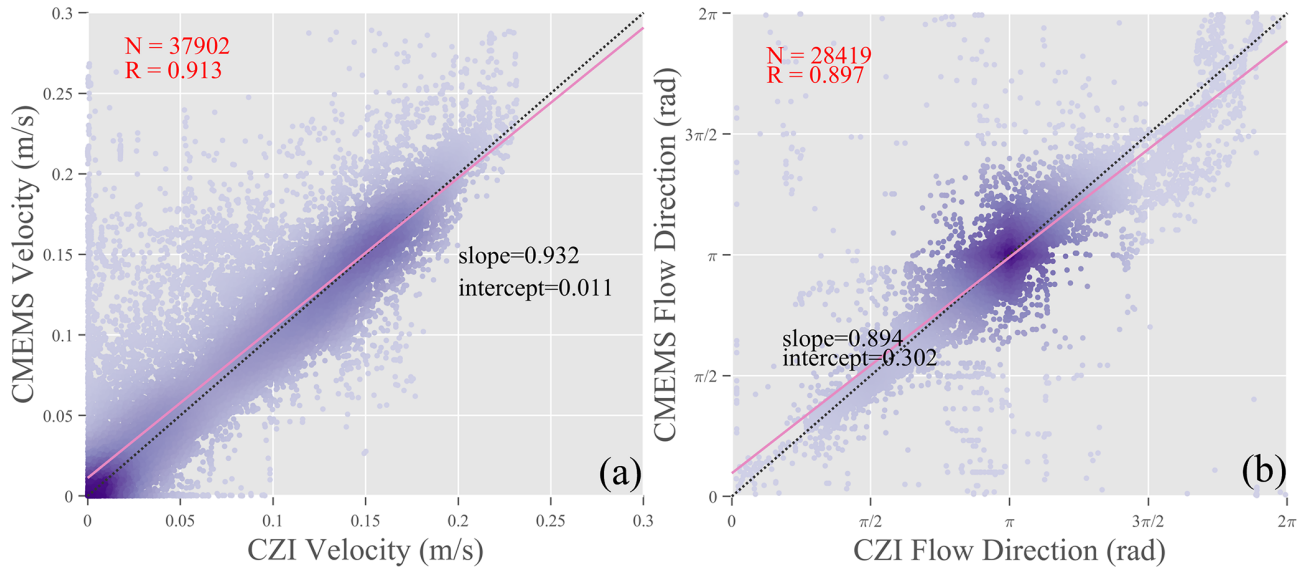 0.3
0.25
0.2
0.15
0.1
0.05
0
CMEMS Velocity (m/s)
N = 37902
R = 0.913
slope=0.932
intercept=0.011
(a)
0
0.05
0.1
0.15
0.2
0.25
0.3
CZI Velocity (m/s)
2π
3π/2
π
π/2
0
CMEMS Flow Direction (rad)
N = 28419
R = 0.897
slope=0.894
intercept=0.302
(b)
0
π/2
π
3π/2
2π
CZI Flow Direction (rad)